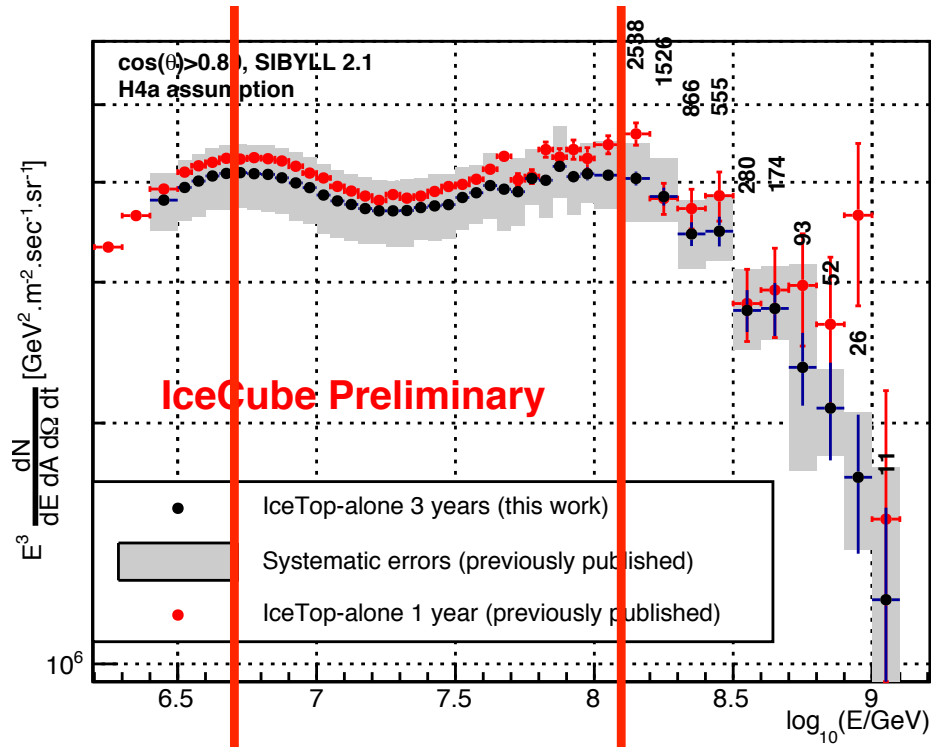 cos(θ)>0.80, SIBYLL 2.1
H4a assumption
2588
1526
866
555
280
174
93
52
26
11
E³ dN
dE dA dΩ dt
[GeV²·m⁻²·sec⁻¹·sr⁻¹]
IceCube Preliminary
IceTop-alone 3 years (this work)
Systematic errors (previously published)
IceTop-alone 1 year (previously published)
10⁶
6.5 7 7.5 8 8.5 9
log₁₀(E/GeV)